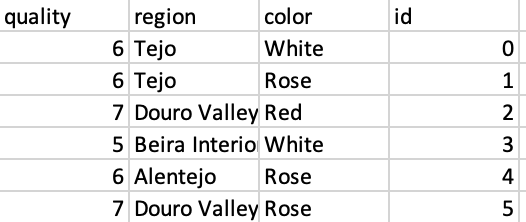 quality region color id
6 Tejo White 0
6 Tejo Rose 1
7 Douro Valley Red 2
5 Beira Interio White 3
6 Alentejo Rose 4
7 Douro Valley Rose 5